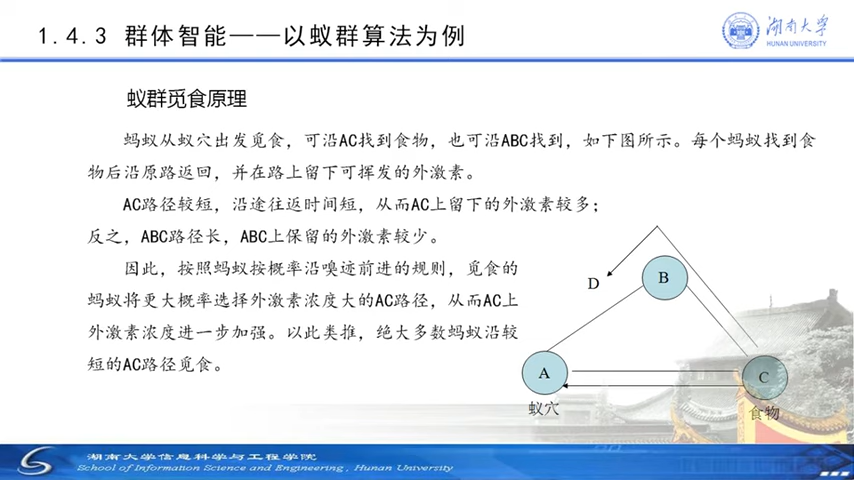 1.4.3 群体智能——以蚁群算法为例
湖南大学
HUNAN UNIVERSITY
蚁群觅食原理
蚂蚁从蚁穴出发觅食，可沿AC找到食物，也可沿ABC找到，如下图所示。每个蚂蚁找到食
物后沿原路返回，并在路上留下可挥发的外激素。
AC路径较短，沿途往返时间短，从而AC上留下的外激素较多；
反之，ABC路径长，ABC上保留的外激素较少。
因此，按照蚂蚁按概率沿嗅迹前进的规则，觅食的
蚂蚁将更大概率选择外激素浓度大的AC路径，从而AC上
外激素浓度进一步加强。以此类推，绝大多数蚂蚁沿较
短的AC路径觅食。
D
B
A
C
蚁穴
食物
湖南大学信息科学与工程学院
School of Information Science and Engineering, Hunan University